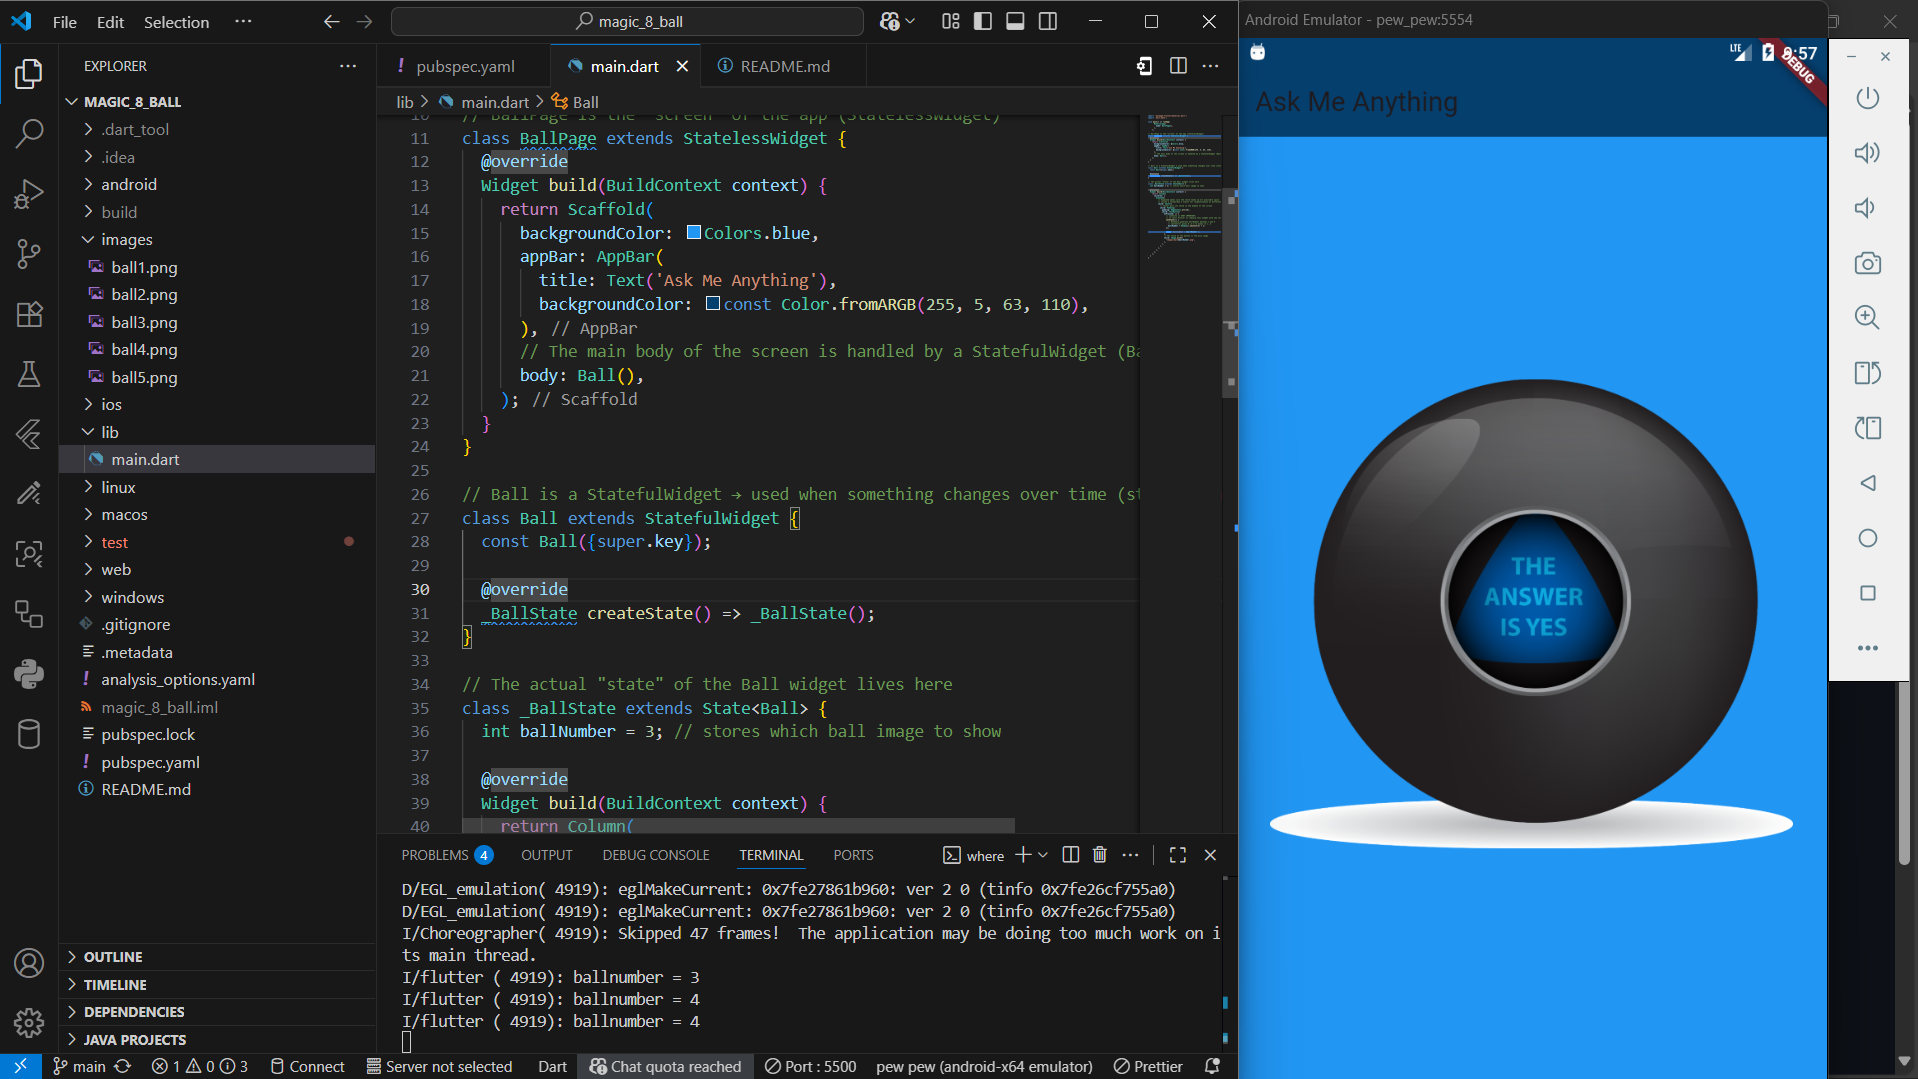 File Edit Selection ··· magic_8_ball
EXPLORER ···
MAGIC_8_BALL
.dart_tool
.idea
android
build
images
ball1.png
ball2.png
ball3.png
ball4.png
ball5.png
ios
lib
main.dart
linux
macos
test
web
windows
.gitignore
.metadata
analysis_options.yaml
magic_8_ball.iml
pubspec.lock
pubspec.yaml
README.md
OUTLINE
TIMELINE
DEPENDENCIES
JAVA PROJECTS
! pubspec.yaml main.dart README.md
lib > main.dart > Ball
10 // BallPage is the "screen" of the app (StatelessWidget)
11 class BallPage extends StatelessWidget {
12 @override
13 Widget build(BuildContext context) {
14 return Scaffold(
15 backgroundColor: Colors.blue,
16 appBar: AppBar(
17 title: Text('Ask Me Anything'),
18 backgroundColor: const Color.fromARGB(255, 5, 63, 110),
19 ), // AppBar
20 // The main body of the screen is handled by a StatefulWidget (Ba
21 body: Ball(),
22 ); // Scaffold
23 }
24 }
25
26 // Ball is a StatefulWidget → used when something changes over time (st
27 class Ball extends StatefulWidget {
28 const Ball({super.key});
29
30 @override
31 _BallState createState() => _BallState();
32 }
33
34 // The actual "state" of the Ball widget lives here
35 class _BallState extends State<Ball> {
36 int ballNumber = 3; // stores which ball image to show
37
38 @override
39 Widget build(BuildContext context) {
40 return Column(
PROBLEMS 4 OUTPUT DEBUG CONSOLE TERMINAL PORTS where
D/EGL_emulation( 4919): eglMakeCurrent: 0x7fe27861b960: ver 2 0 (tinfo 0x7fe26cf755a0)
D/EGL_emulation( 4919): eglMakeCurrent: 0x7fe27861b960: ver 2 0 (tinfo 0x7fe26cf755a0)
I/Choreographer( 4919): Skipped 47 frames!  The application may be doing too much work on i
ts main thread.
I/flutter ( 4919): ballnumber = 3
I/flutter ( 4919): ballnumber = 4
I/flutter ( 4919): ballnumber = 4
main 1 0 3 Connect Server not selected Dart Chat quota reached Port : 5500 pew pew (android-x64 emulator) Prettier
Android Emulator - pew_pew:5554
LTE :57
DEBUG
Ask Me Anything
THE
ANSWER
IS YES